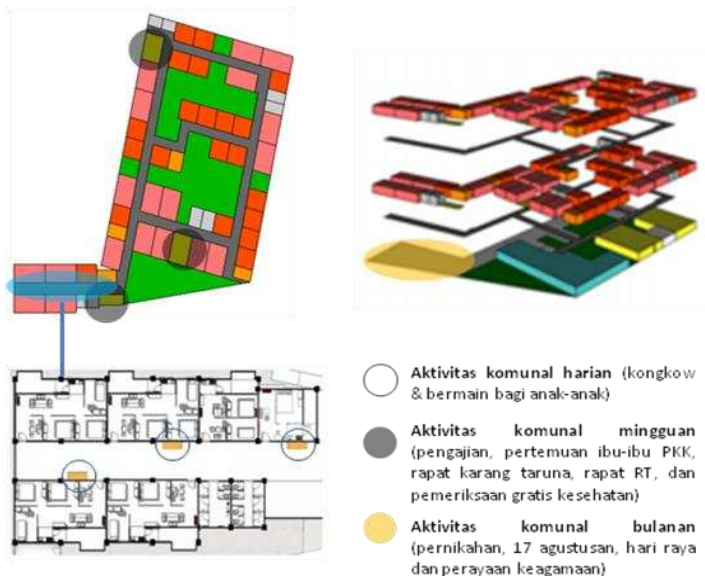 Aktivitas komunal harian (kongkow
& bermain bagi anak-anak)
Aktivitas komunal mingguan
(pengajian, pertemuan ibu-ibu PKK,
rapat karang taruna, rapat RT, dan
pemeriksaan gratis kesehatan)
Aktivitas komunal bulanan
(pernikahan, 17 agustusan, hari raya
dan perayaan keagamaan)